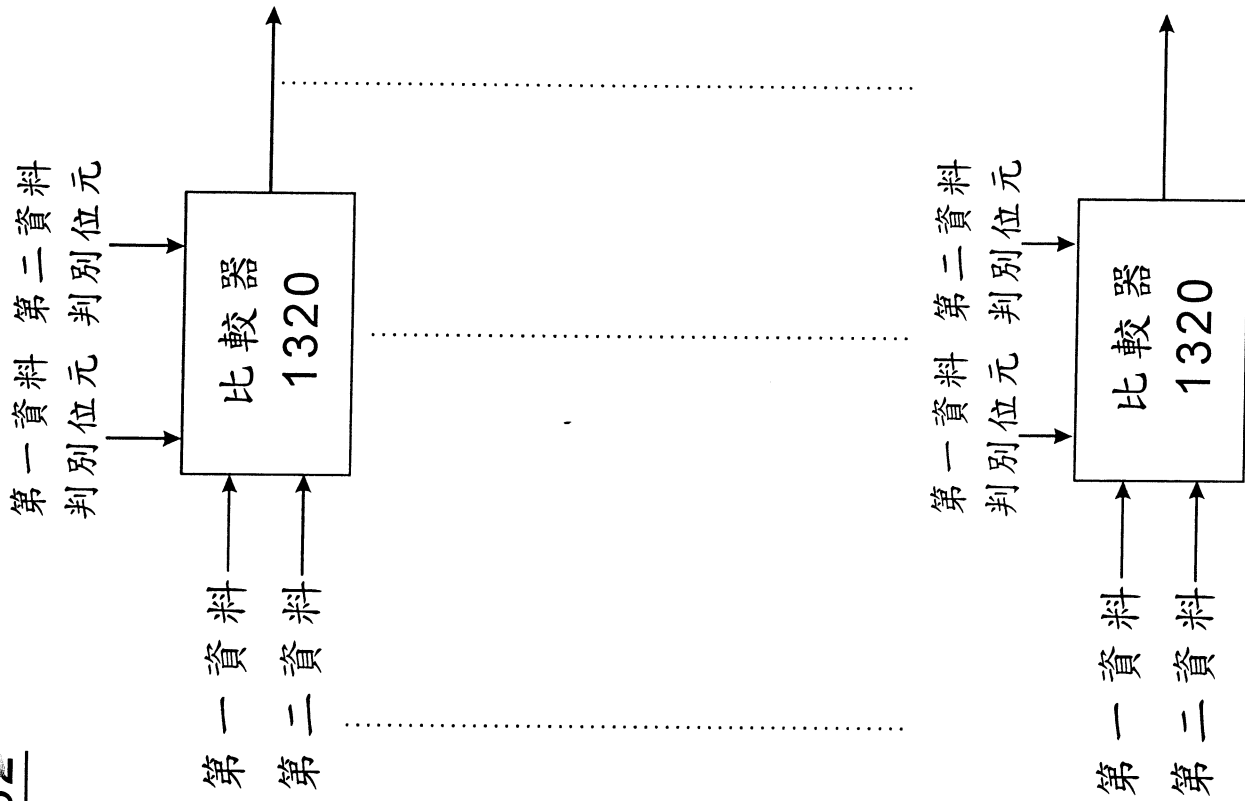 第一資料
判別位元
第二資料
判別位元
第一資料
第二資料
比較器
1320
第一資料
判別位元
第二資料
判別位元
第一資料
第二資料
比較器
1320